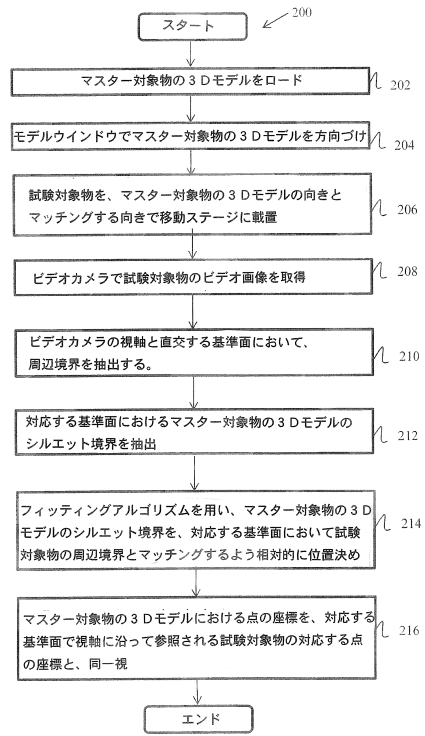 スタート
200
マスター対象物の３Ｄモデルをロード
202
モデルウインドウでマスター対象物の３Ｄモデルを方向づけ
204
試験対象物を、マスター対象物の３Ｄモデルの向きと
マッチングする向きで移動ステージに載置
206
ビデオカメラで試験対象物のビデオ画像を取得
208
ビデオカメラの視軸と直交する基準面において、
周辺境界を抽出する。
210
対応する基準面におけるマスター対象物の３Ｄモデルの
シルエット境界を抽出
212
フィッティングアルゴリズムを用い、マスター対象物の３Ｄ
モデルのシルエット境界を、対応する基準面において試験
対象物の周辺境界とマッチングするよう相対的に位置決め
214
マスター対象物の３Ｄモデルにおける点の座標を、対応する
基準面で視軸に沿って参照される試験対象物の対応する点
の座標と、同一視
216
エンド